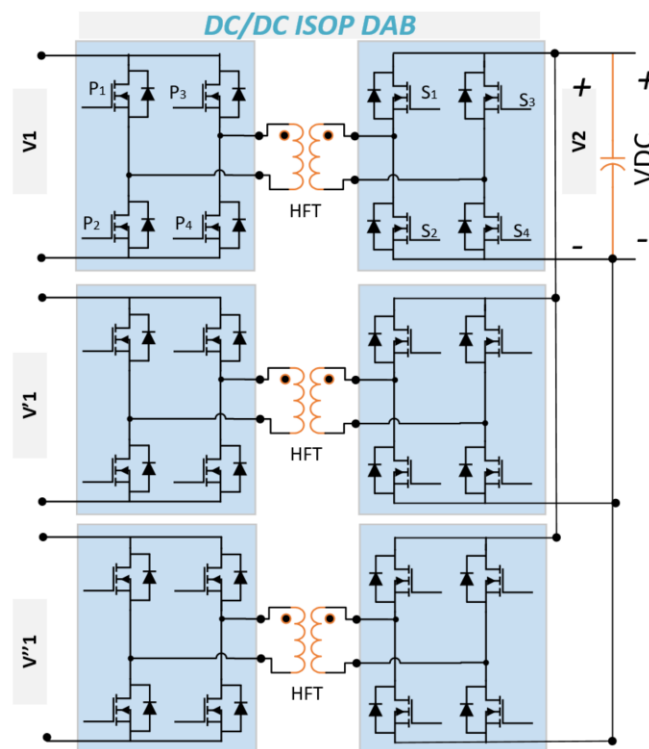 DC/DC ISOP DAB
V1
P1
P3
P2
P4
HFT
S1
S3
S2
S4
V2
+
-
+
VDC
-
V'1
HFT
V''1
HFT